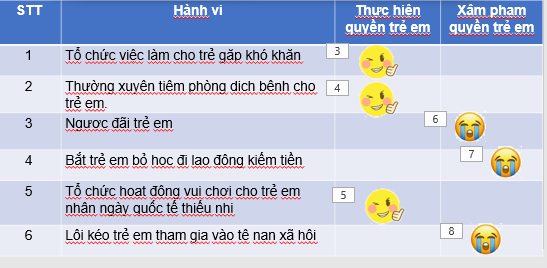 STT Hành vi Thực hiện quyền trẻ em Xâm phạm quyền trẻ em
1 Tổ chức việc làm cho trẻ gặp khó khăn 3
2 Thường xuyên tiêm phòng dịch bệnh cho trẻ em. 4
3 Ngược đãi trẻ em 6
4 Bắt trẻ em bỏ học đi lao động kiếm tiền 7
5 Tổ chức hoạt động vui chơi cho trẻ em nhân ngày quốc tế thiếu nhi 5
6 Lôi kéo trẻ em tham gia vào tệ nạn xã hội 8